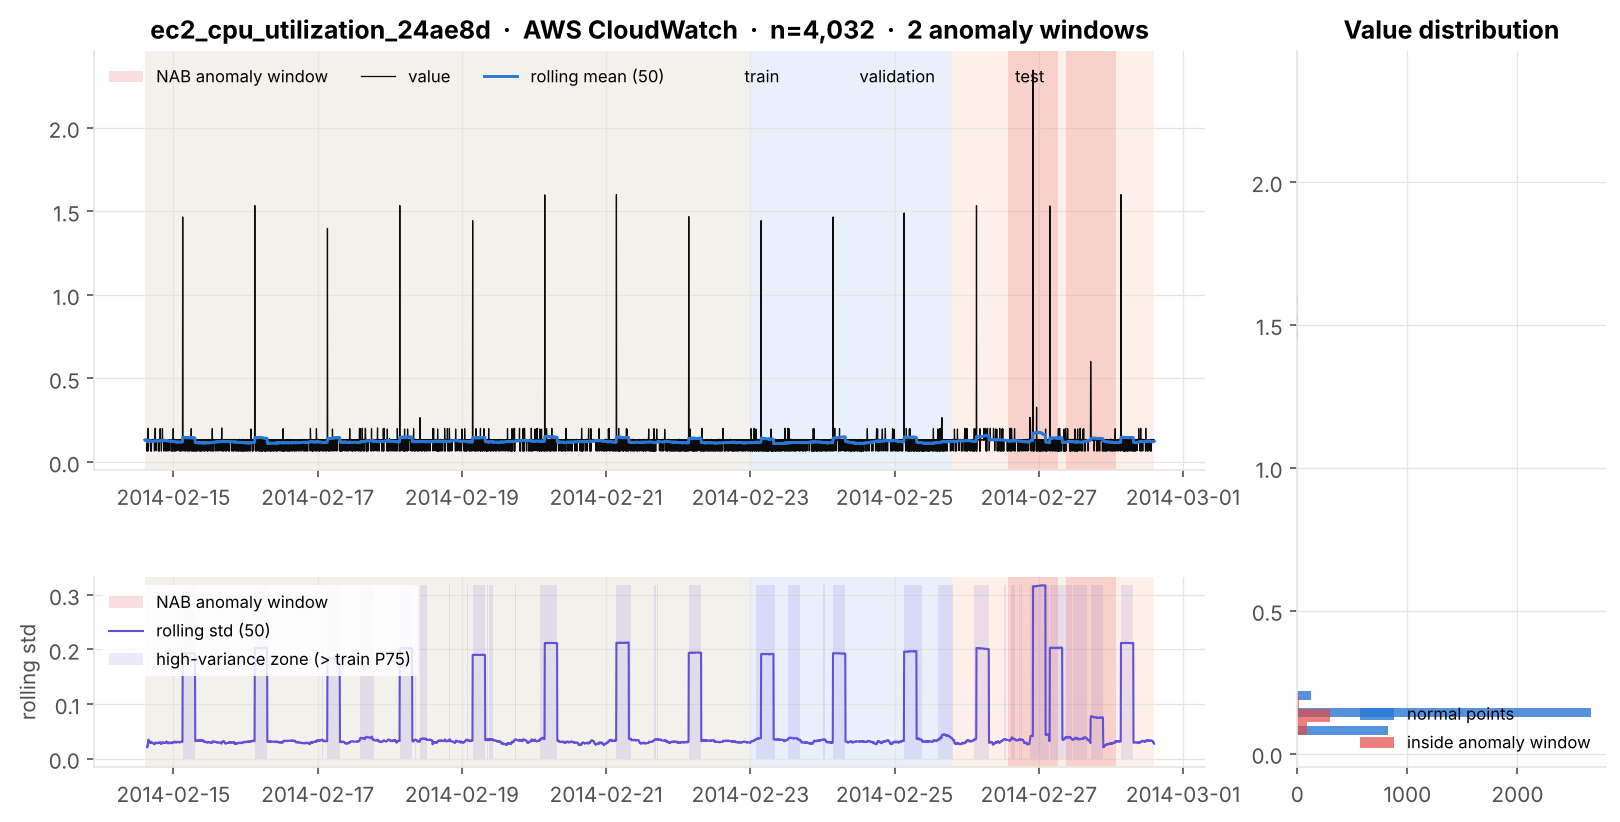 ec2_cpu_utilization_24ae8d · AWS CloudWatch · n=4,032 · 2 anomaly windows
NAB anomaly window value rolling mean (50) train validation test
2.0
1.5
1.0
0.5
0.0
2014-02-15 2014-02-17 2014-02-19 2014-02-21 2014-02-23 2014-02-25 2014-02-27 2014-03-01
rolling std
NAB anomaly window
rolling std (50)
high-variance zone (> train P75)
0.3
0.2
0.1
0.0
2014-02-15 2014-02-17 2014-02-19 2014-02-21 2014-02-23 2014-02-25 2014-02-27 2014-03-01
Value distribution
2.0
1.5
1.0
0.5
0.0
normal points
inside anomaly window
0 1000 2000